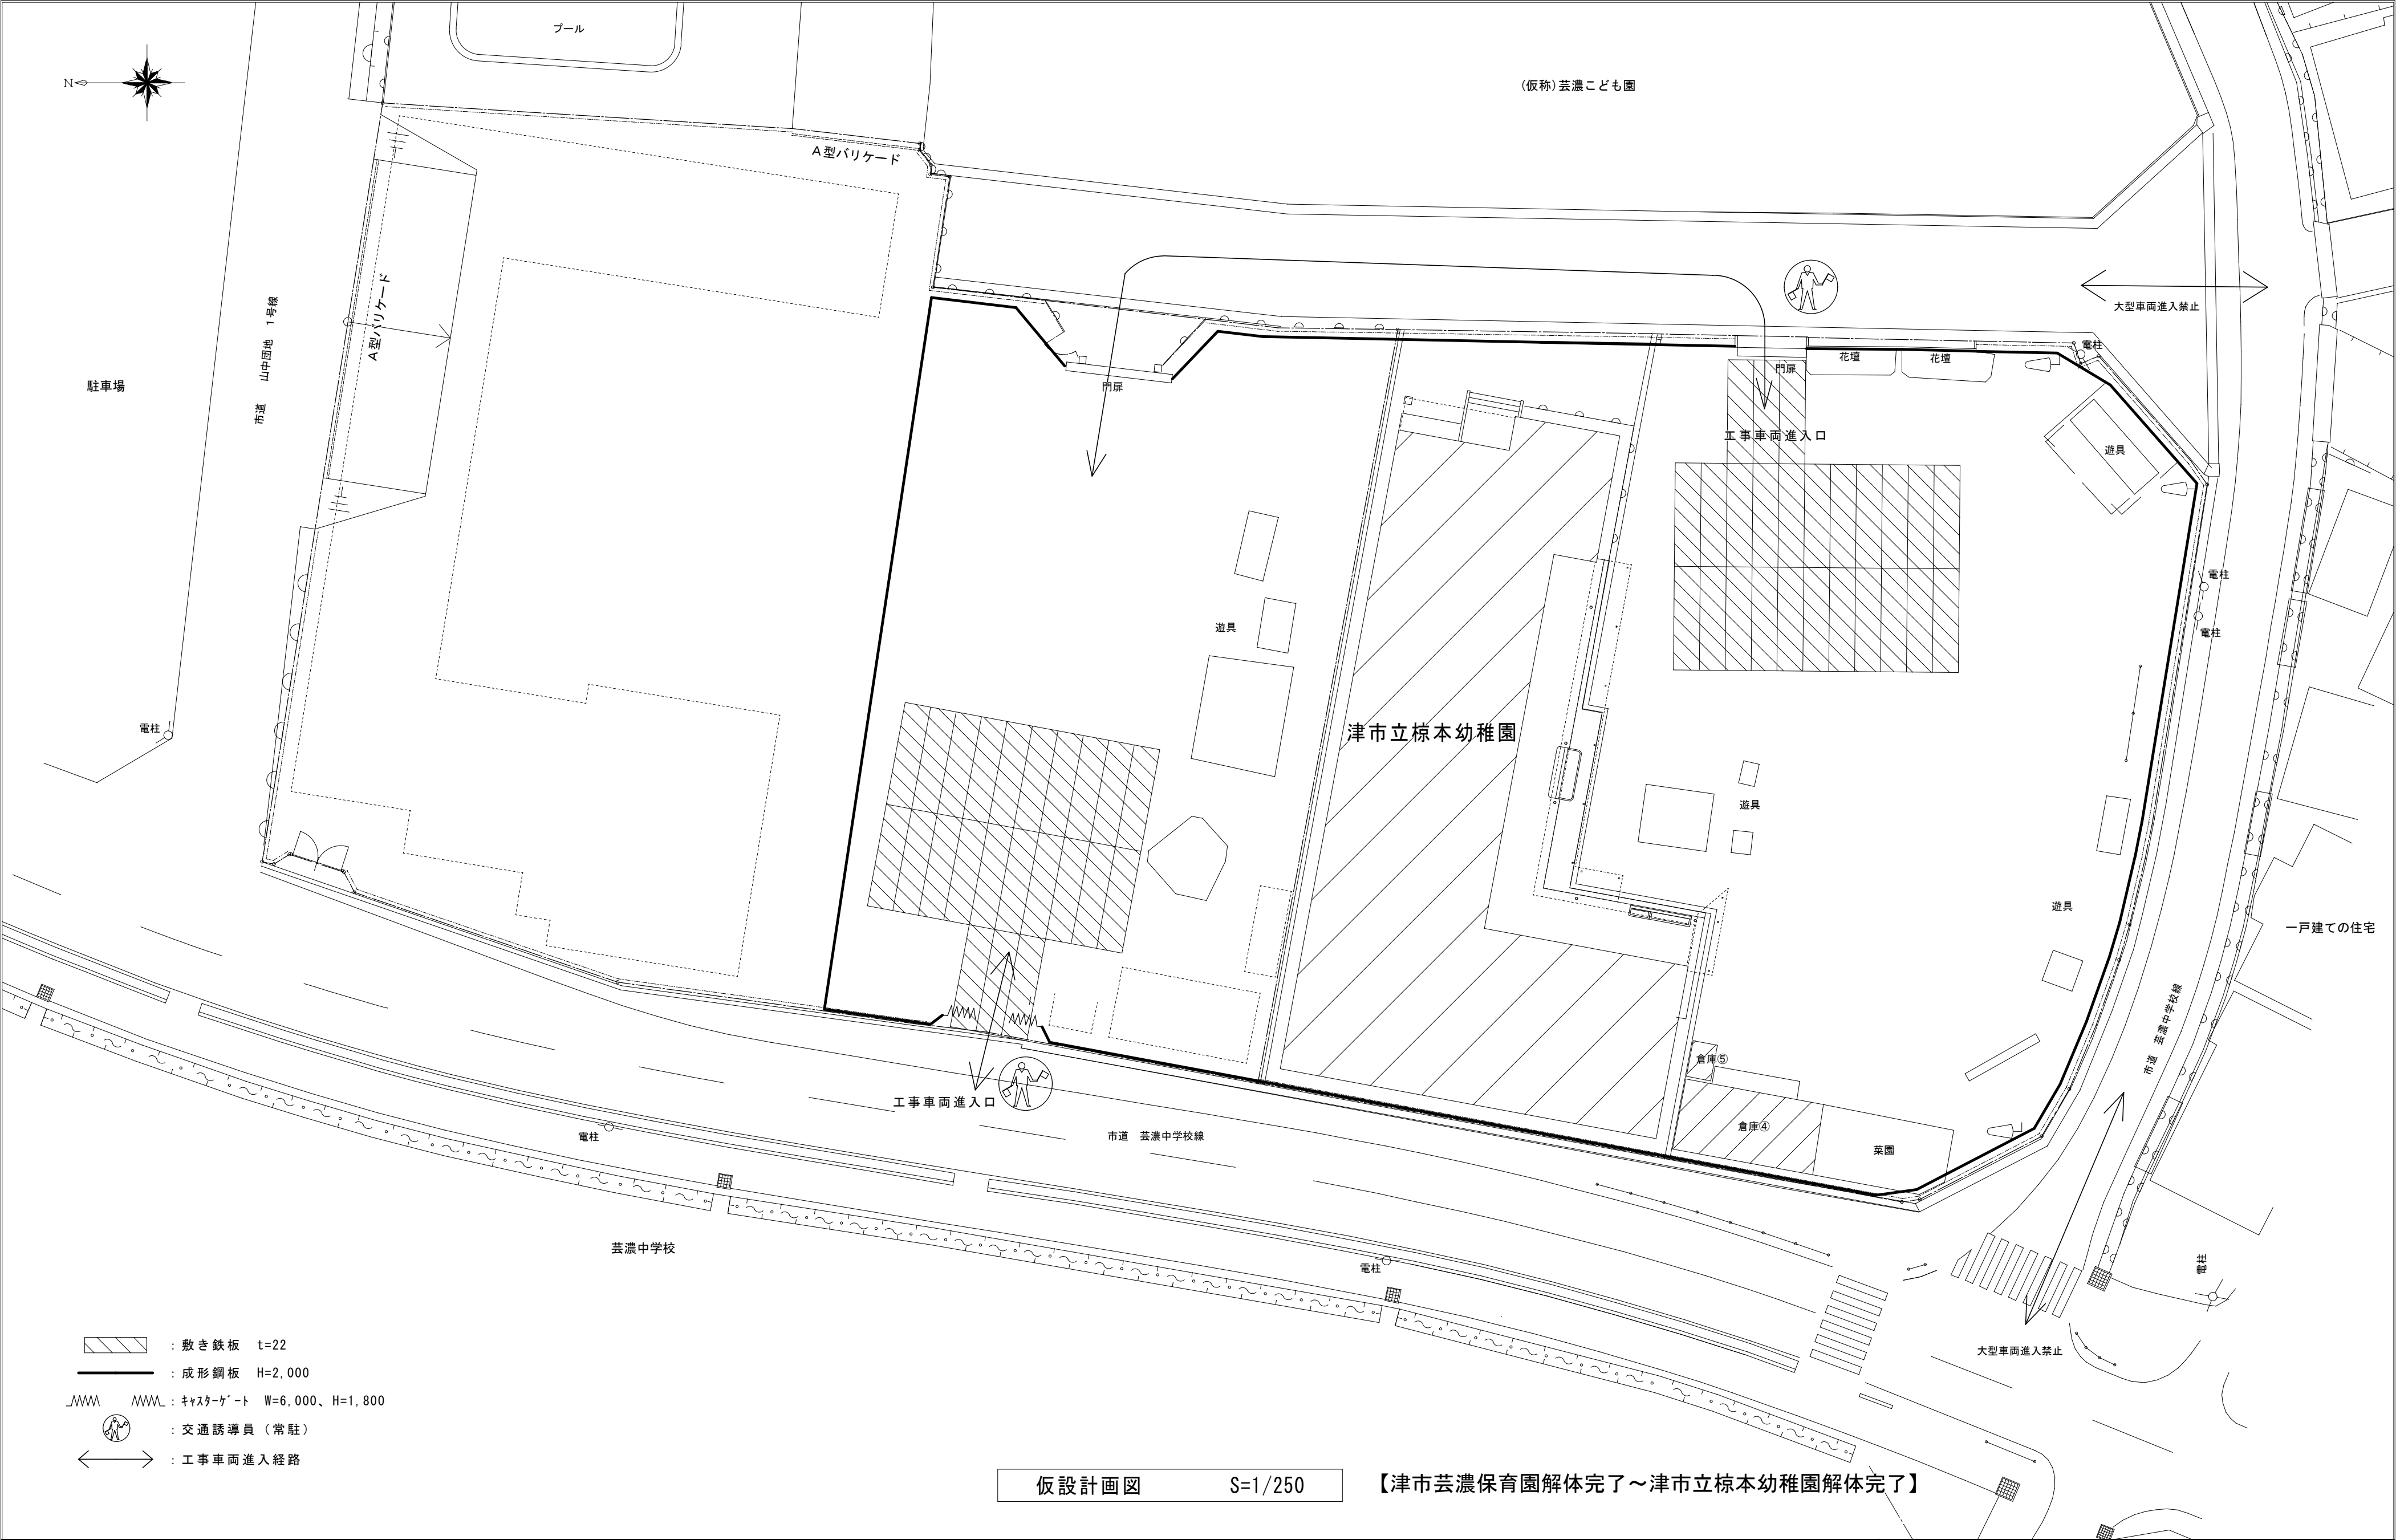 プール
N
(仮称)芸濃こども園
A型バリケード
大型車両進入禁止
市道　山中団地　1号線
A型バリケード
電柱
花壇
花壇
門扉
門扉
駐車場
工事車両進入口
遊具
電柱
遊具
電柱
津市立椋本幼稚園
電柱
遊具
遊具
一戸建ての住宅
市道　芸濃中学校線
倉庫⑤
工事車両進入口
倉庫④
電柱
市道　芸濃中学校線
菜園
芸濃中学校
電柱
電柱
：敷き鉄板　t=22
大型車両進入禁止
：成形鋼板　H=2,000
：ｷｬｽﾀｰｹﾞｰﾄ　W=6,000、H=1,800
：交通誘導員（常駐）
：工事車両進入経路
仮設計画図　S=1/250
【津市芸濃保育園解体完了～津市立椋本幼稚園解体完了】